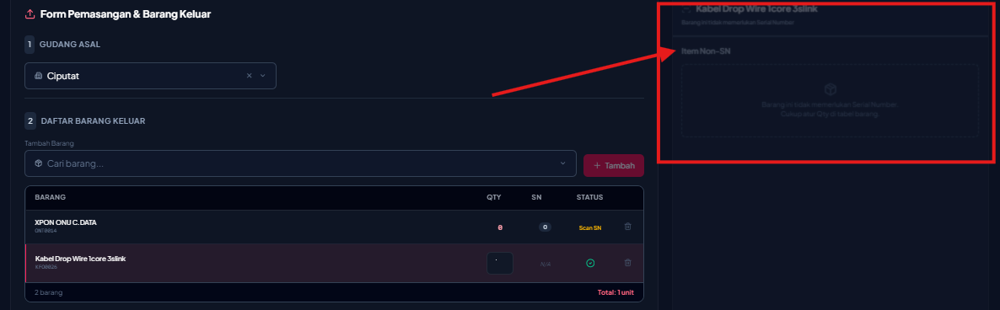 Form Pemasangan & Barang Keluar
1 GUDANG ASAL
Ciputat
2 DAFTAR BARANG KELUAR
Tambah Barang
Cari barang...
+ Tambah
BARANG QTY SN STATUS
XPON ONU C.DATA
ONT0014
0 0 Scan SN
Kabel Drop Wire 1core 3slink
KFO0026
N/A
2 barang
Total: 1 unit
Kabel Drop Wire 1core 3slink
Barang ini tidak memerlukan Serial Number
Item Non-SN
Barang ini tidak memerlukan Serial Number.
Cukup atur Qty di tabel barang.